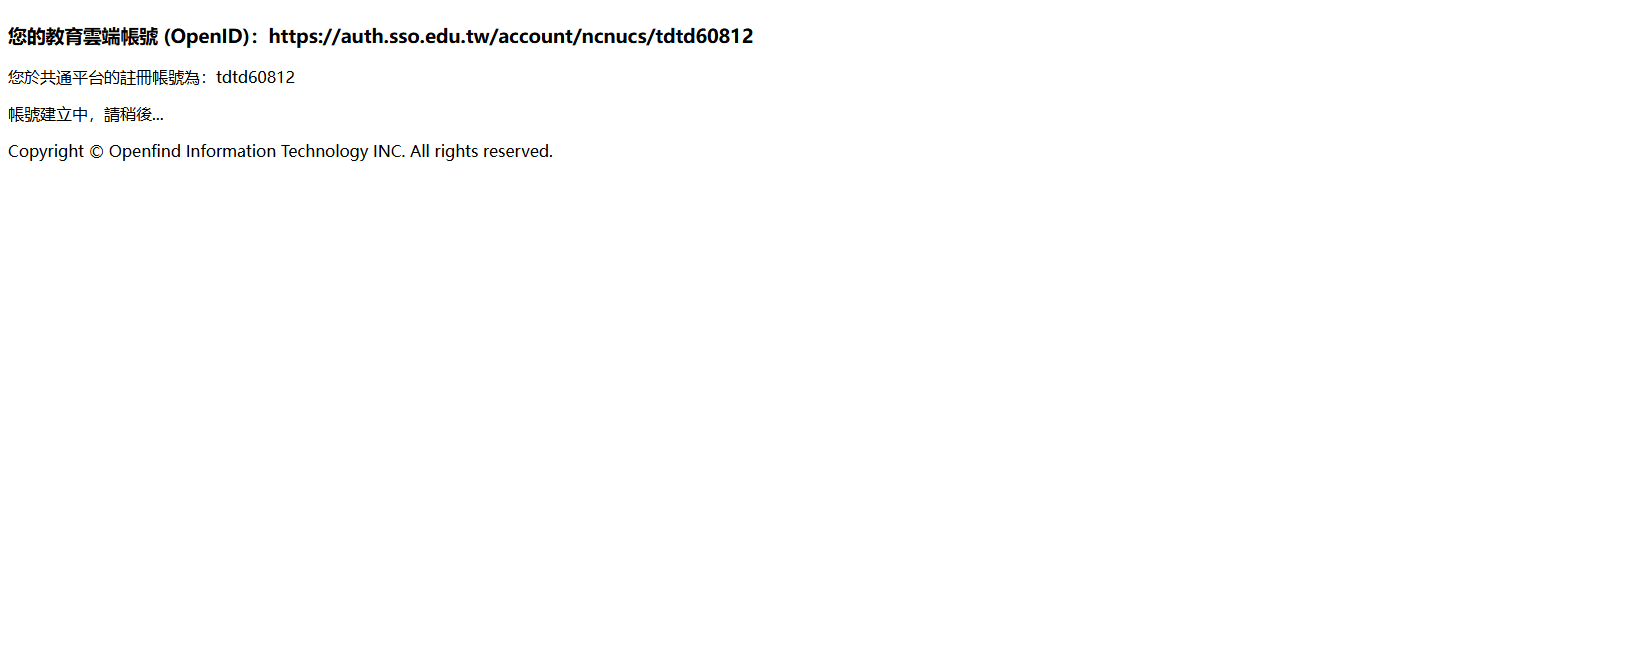 您的教育雲端帳號 (OpenID)：https://auth.sso.edu.tw/account/ncnucs/tdtd60812
您於共通平台的註冊帳號為：tdtd60812
帳號建立中，請稍後...
Copyright © Openfind Information Technology INC. All rights reserved.